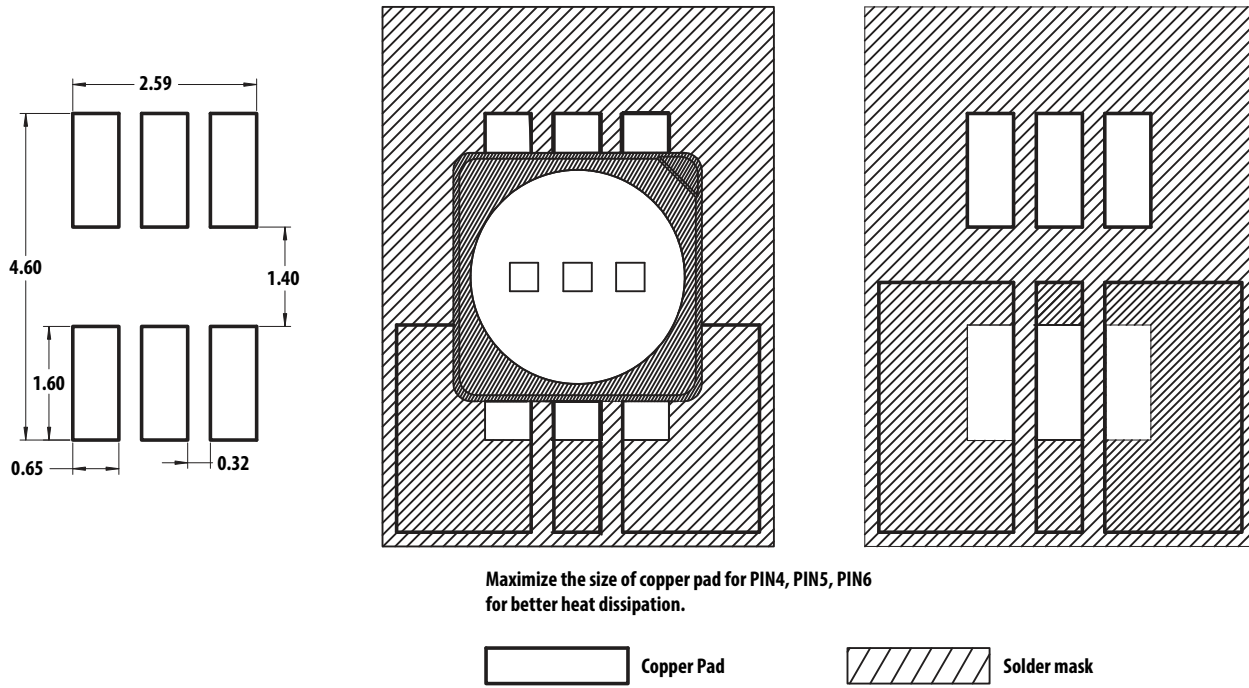 2.59
4.60
1.40
1.60
0.65
0.32
Maximize the size of copper pad for PIN4, PIN5, PIN6
for better heat dissipation.
Copper Pad
Solder mask